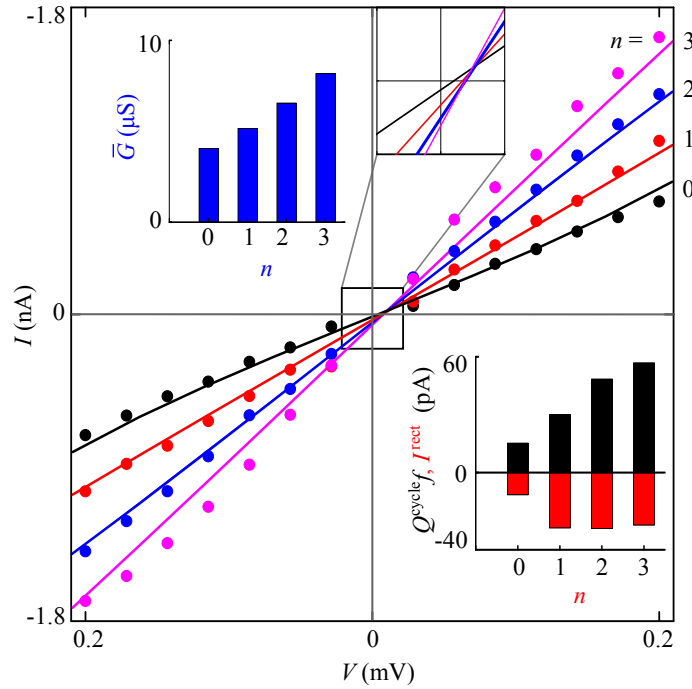 -1.8
10
n = 3
2
1
0
G̅ (μS)
0
0 1 2 3
n
0
I (nA)
60
0
-40
Q^cycle f, I^rect (pA)
0 1 2 3
n
-1.8
0.2 0 0.2
V (mV)